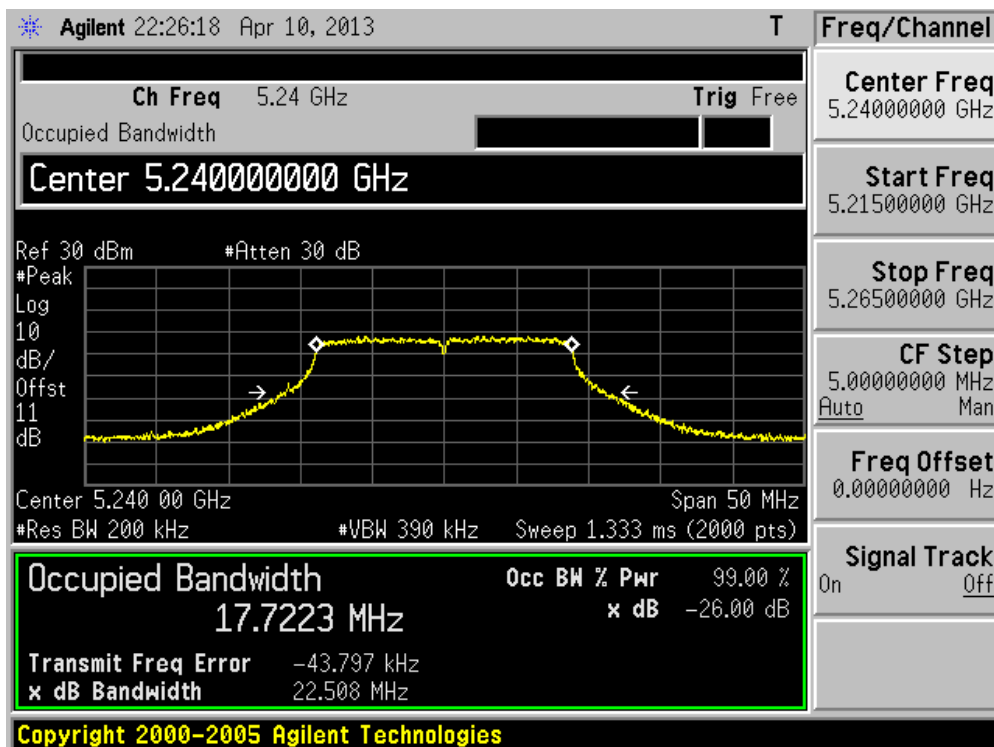 Agilent 22:26:18 Apr 10, 2013 T
Ch Freq 5.24 GHz Trig Free
Occupied Bandwidth
Center 5.240000000 GHz
Ref 30 dBm #Atten 30 dB
#Peak
Log
10
dB/
Offst
11
dB
Center 5.240 00 GHz Span 50 MHz
#Res BW 200 kHz #VBW 390 kHz Sweep 1.333 ms (2000 pts)
Occupied Bandwidth
17.7223 MHz
Occ BW % Pwr 99.00 %
x dB -26.00 dB
Transmit Freq Error -43.797 kHz
x dB Bandwidth 22.508 MHz
Copyright 2000-2005 Agilent Technologies
Freq/Channel
Center Freq
5.24000000 GHz
Start Freq
5.21500000 GHz
Stop Freq
5.26500000 GHz
CF Step
5.00000000 MHz
Auto Man
Freq Offset
0.00000000 Hz
Signal Track
On Off